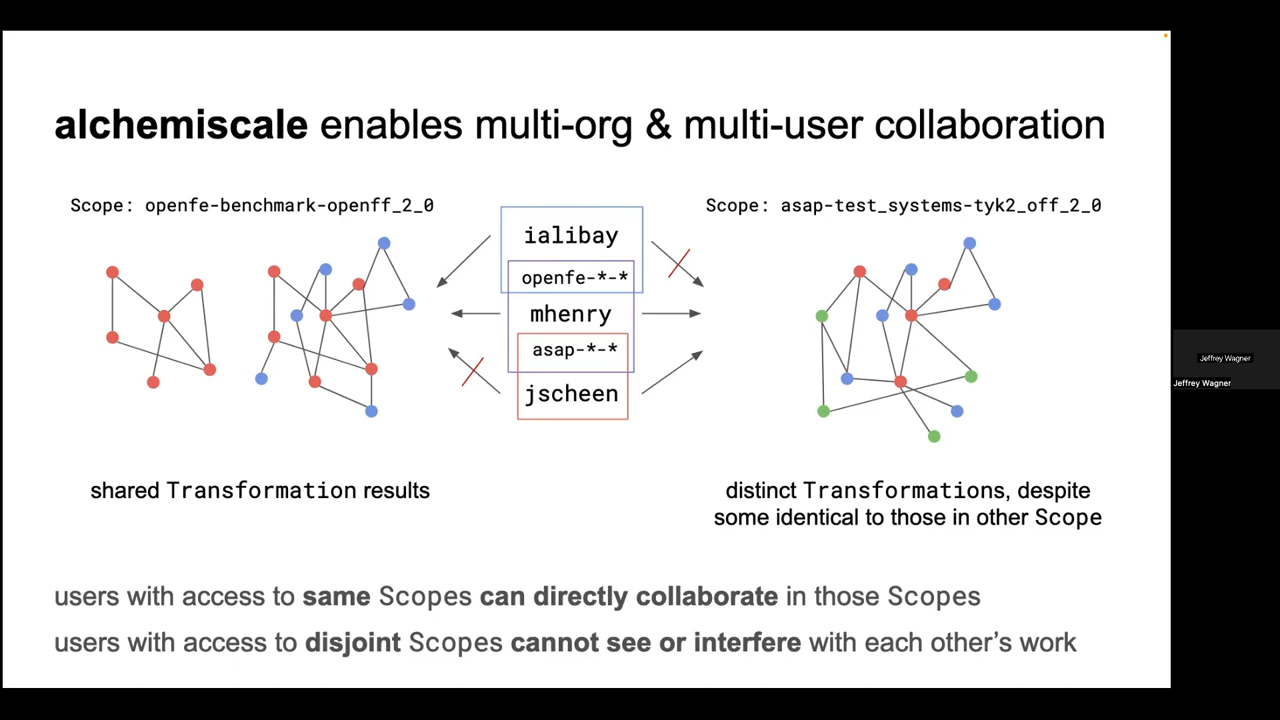 alchemiscale enables multi-org & multi-user collaboration
Scope: openfe-benchmark-openff_2_0
Scope: asap-test_systems-tyk2_off_2_0
ialibay
openfe-*-*
mhenry
asap-*-*
jscheen
shared Transformation results
distinct Transformations, despite
some identical to those in other Scope
users with access to same Scopes can directly collaborate in those Scopes
users with access to disjoint Scopes cannot see or interfere with each other's work
Jeffrey Wagner
Jeffrey Wagner